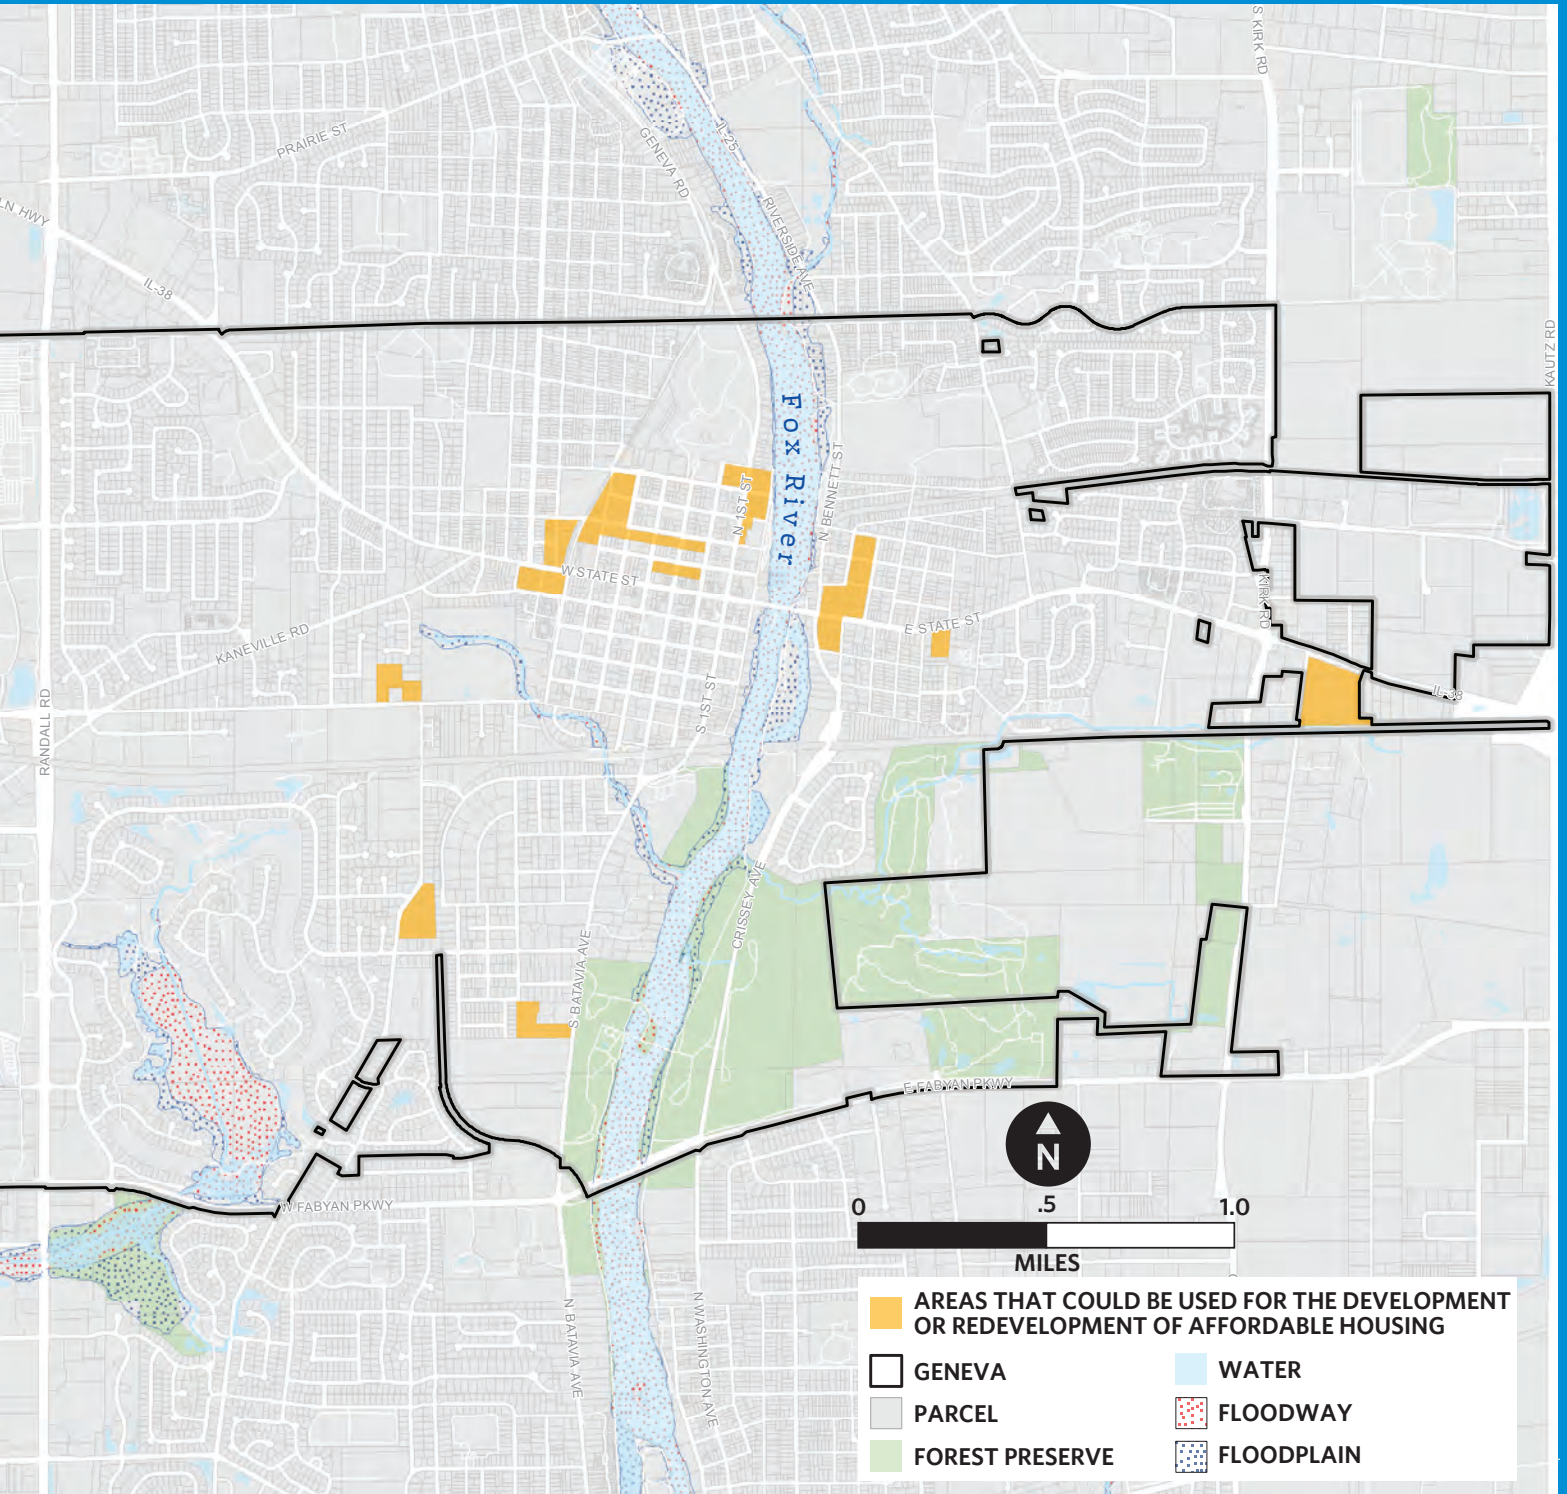 S KIRK RD
PRAIRIE ST
GENEVA RD
IL-25
LN HWY
RIVERSIDE AVE
IL-38
KAUTZ RD
Fox River
N BENNETT ST
N 1ST ST
W STATE ST
KIRK RD
E STATE ST
KANEVILLE RD
S 1ST ST
IL-38
RANDALL RD
CRISSEY AVE
S BATAVIA AVE
E FABYAN PKWY
W FABYAN PKWY
N
0 .5 1.0
MILES
N BATAVIA AVE
N WASHINGTON AVE
AREAS THAT COULD BE USED FOR THE DEVELOPMENT
OR REDEVELOPMENT OF AFFORDABLE HOUSING
GENEVA
WATER
PARCEL
FLOODWAY
FOREST PRESERVE
FLOODPLAIN